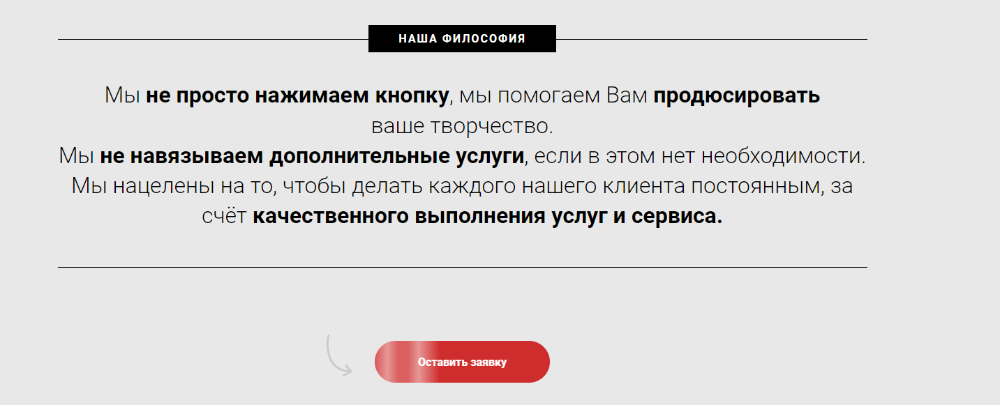 НАША ФИЛОСОФИЯ
Мы не просто нажимаем кнопку, мы помогаем Вам продюсировать
ваше творчество.
Мы не навязываем дополнительные услуги, если в этом нет необходимости.
Мы нацелены на то, чтобы делать каждого нашего клиента постоянным, за
счёт качественного выполнения услуг и сервиса.
Оставить заявку